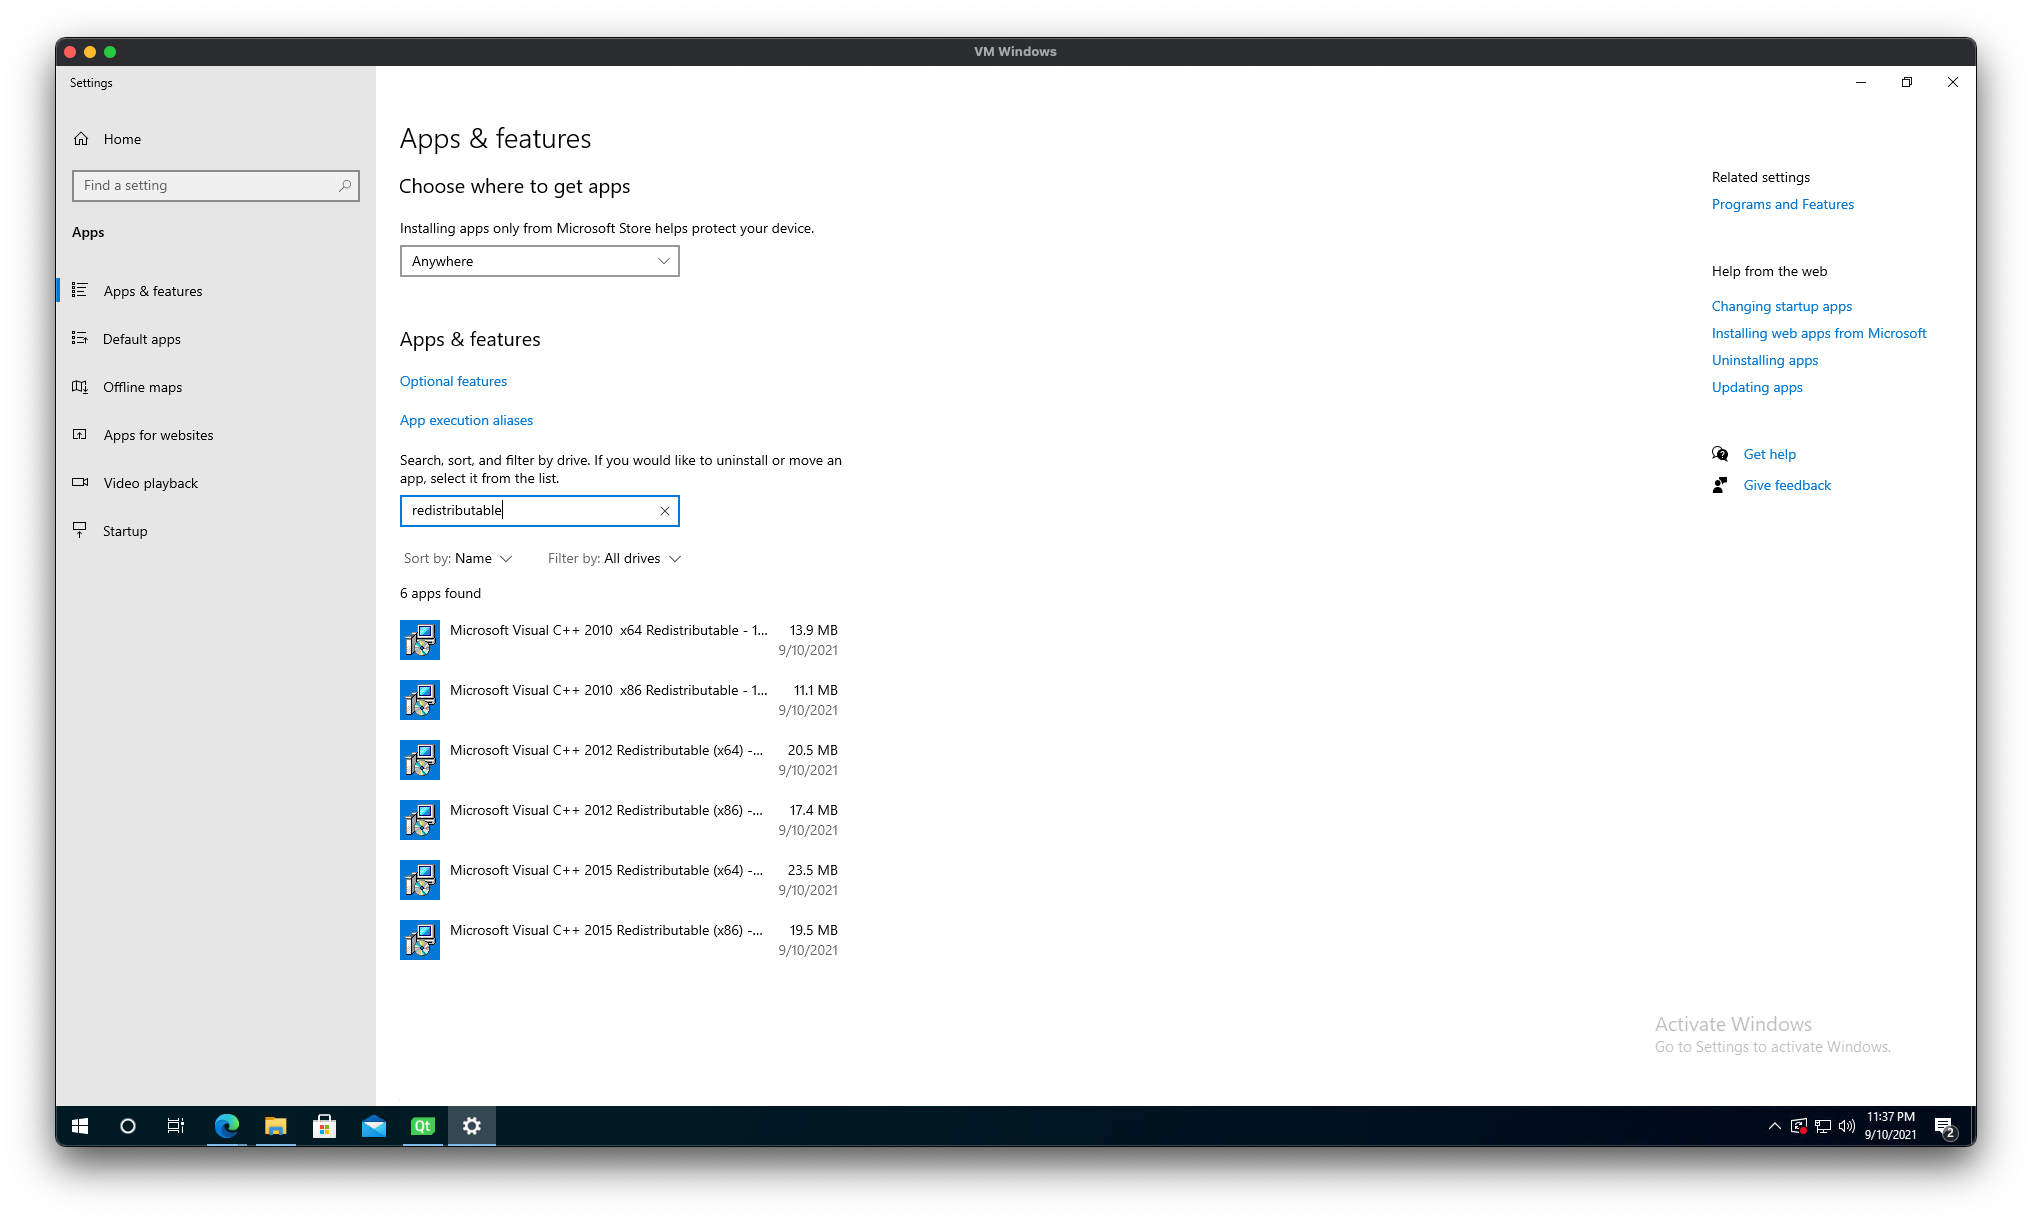 VM Windows
Settings
Home
Find a setting
Apps
Apps & features
Default apps
Offline maps
Apps for websites
Video playback
Startup
Apps & features
Choose where to get apps
Installing apps only from Microsoft Store helps protect your device.
Anywhere
Apps & features
Optional features
App execution aliases
Search, sort, and filter by drive. If you would like to uninstall or move an
app, select it from the list.
redistributable
Sort by: Name
Filter by: All drives
6 apps found
Microsoft Visual C++ 2010  x64 Redistributable - 1... 13.9 MB
9/10/2021
Microsoft Visual C++ 2010  x86 Redistributable - 1... 11.1 MB
9/10/2021
Microsoft Visual C++ 2012 Redistributable (x64) -... 20.5 MB
9/10/2021
Microsoft Visual C++ 2012 Redistributable (x86) -... 17.4 MB
9/10/2021
Microsoft Visual C++ 2015 Redistributable (x64) -... 23.5 MB
9/10/2021
Microsoft Visual C++ 2015 Redistributable (x86) -... 19.5 MB
9/10/2021
Related settings
Programs and Features
Help from the web
Changing startup apps
Installing web apps from Microsoft
Uninstalling apps
Updating apps
Get help
Give feedback
Activate Windows
Go to Settings to activate Windows.
Qt
11:37 PM
9/10/2021
2